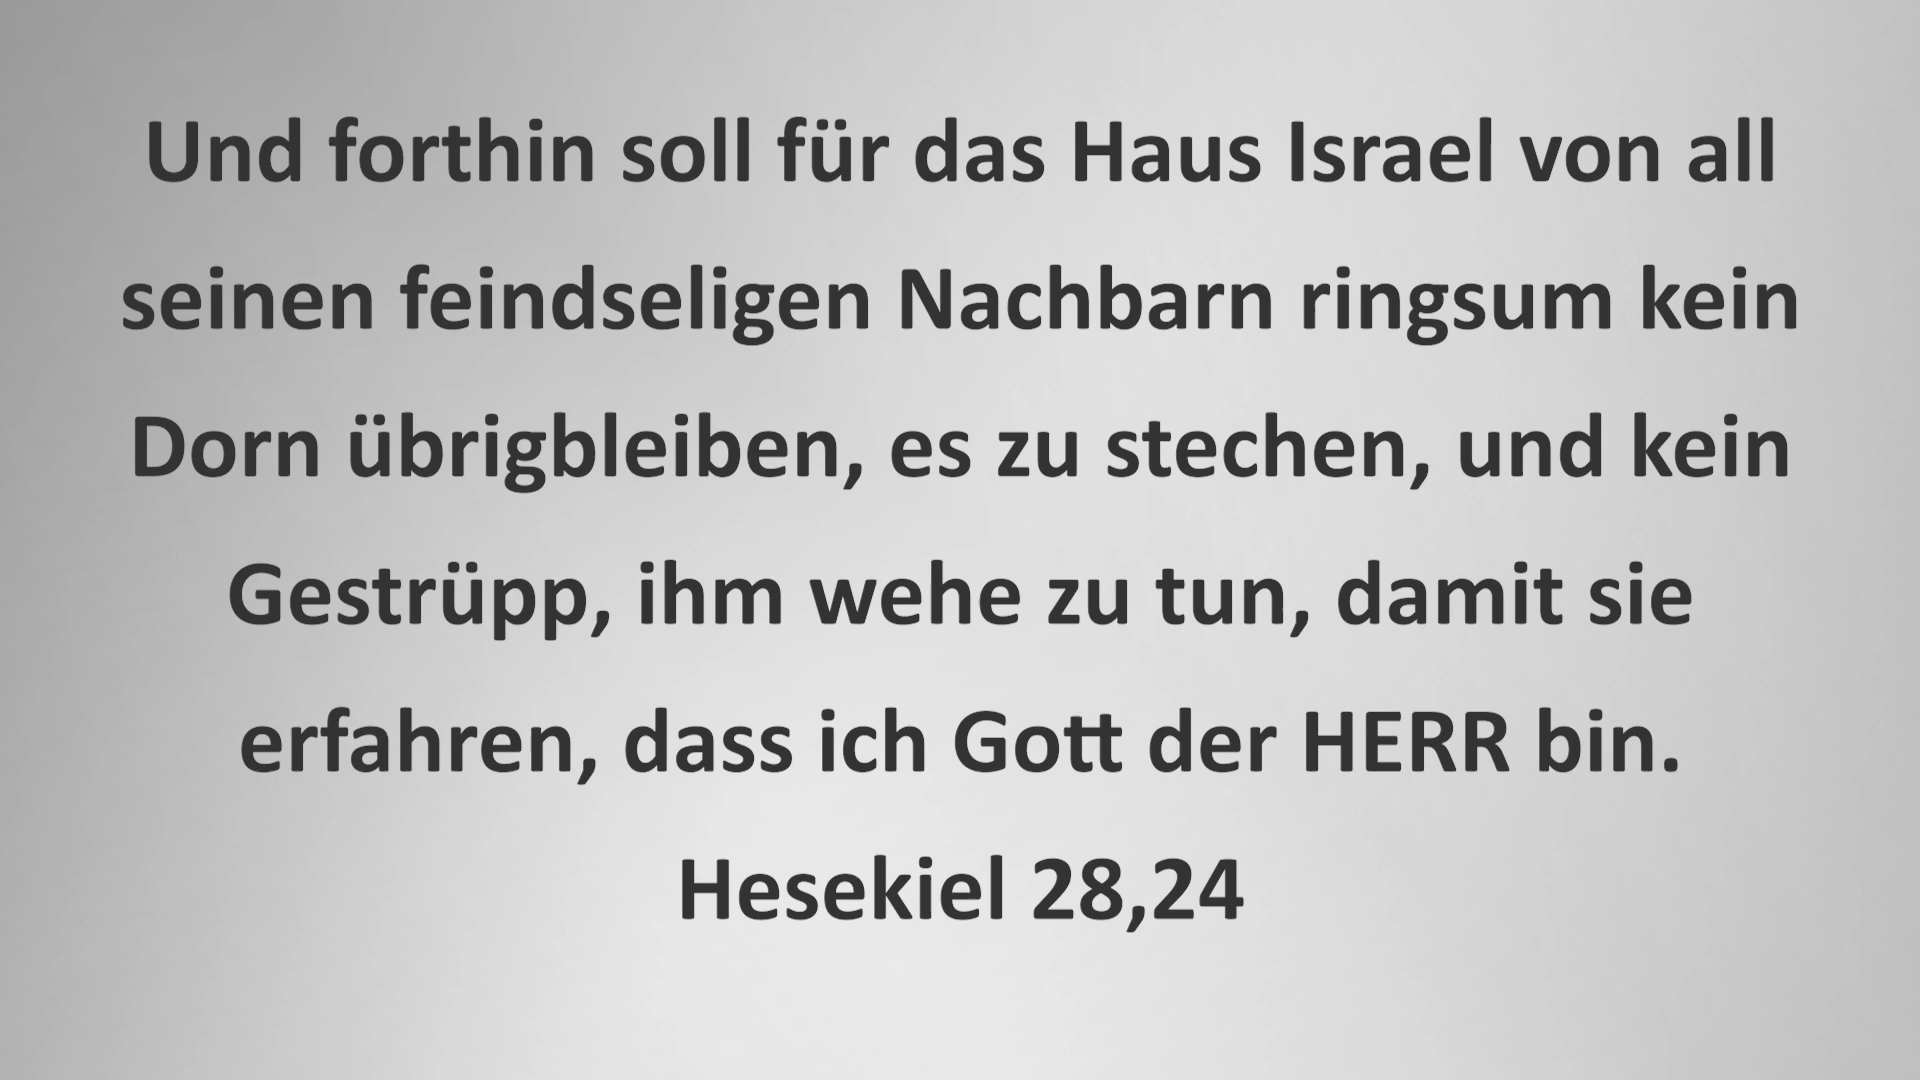 Und forthin soll für das Haus Israel von all
seinen feindseligen Nachbarn ringsum kein
Dorn übrigbleiben, es zu stechen, und kein
Gestrüpp, ihm wehe zu tun, damit sie
erfahren, dass ich Gott der HERR bin.
Hesekiel 28,24